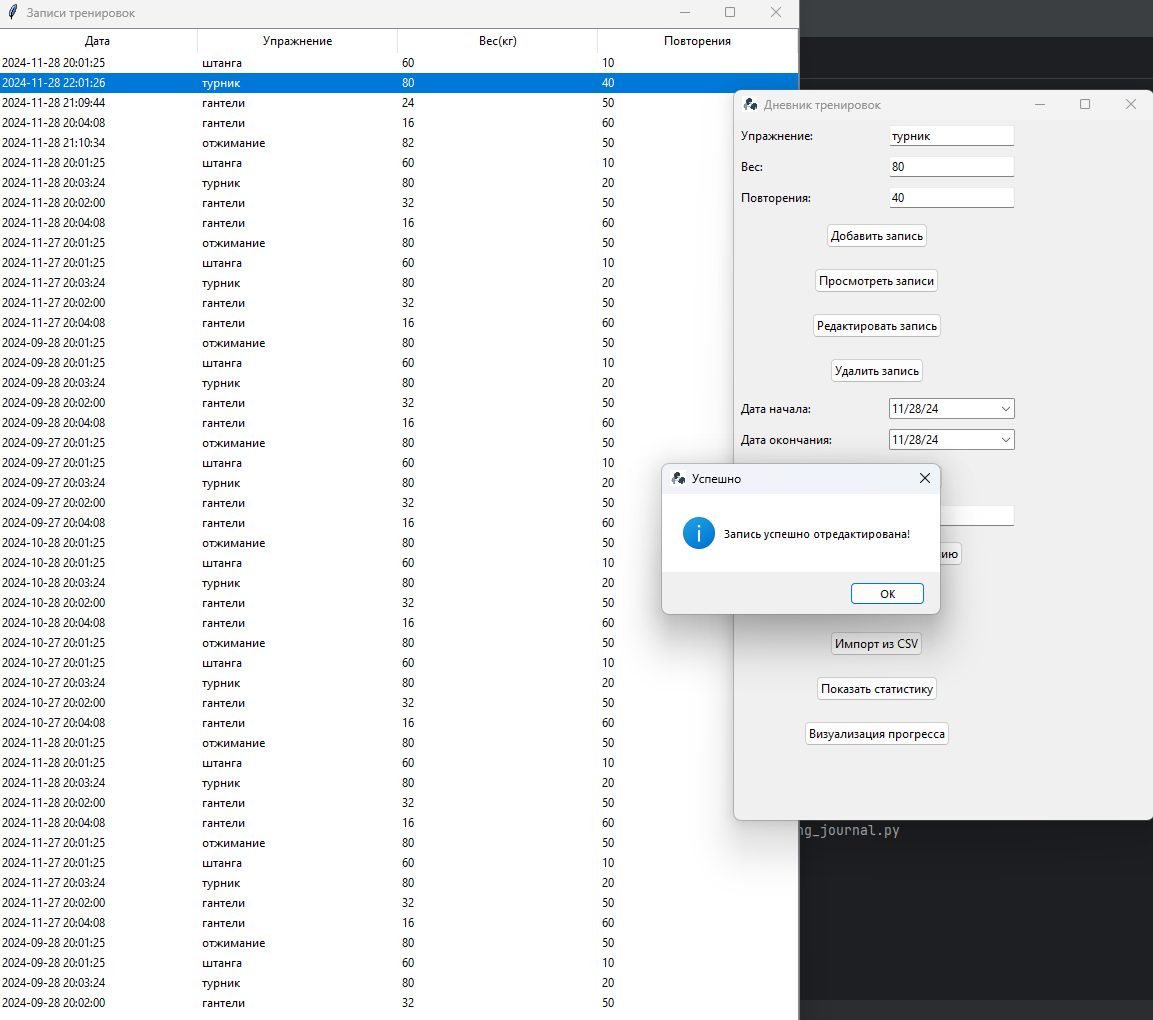 Записи тренировок
Дата Упражнение Вес(кг) Повторения
2024-11-28 20:01:25 штанга 60 10
2024-11-28 22:01:26 турник 80 40
2024-11-28 21:09:44 гантели 24 50
2024-11-28 20:04:08 гантели 16 60
2024-11-28 21:10:34 отжимание 82 50
2024-11-28 20:01:25 штанга 60 10
2024-11-28 20:03:24 турник 80 20
2024-11-28 20:02:00 гантели 32 50
2024-11-28 20:04:08 гантели 16 60
2024-11-27 20:01:25 отжимание 80 50
2024-11-27 20:01:25 штанга 60 10
2024-11-27 20:03:24 турник 80 20
2024-11-27 20:02:00 гантели 32 50
2024-11-27 20:04:08 гантели 16 60
2024-09-28 20:01:25 отжимание 80 50
2024-09-28 20:01:25 штанга 60 10
2024-09-28 20:03:24 турник 80 20
2024-09-28 20:02:00 гантели 32 50
2024-09-28 20:04:08 гантели 16 60
2024-09-27 20:01:25 отжимание 80 50
2024-09-27 20:01:25 штанга 60 10
2024-09-27 20:03:24 турник 80 20
2024-09-27 20:02:00 гантели 32 50
2024-09-27 20:04:08 гантели 16 60
2024-10-28 20:01:25 отжимание 80 50
2024-10-28 20:01:25 штанга 60 10
2024-10-28 20:03:24 турник 80 20
2024-10-28 20:02:00 гантели 32 50
2024-10-28 20:04:08 гантели 16 60
2024-10-27 20:01:25 отжимание 80 50
2024-10-27 20:01:25 штанга 60 10
2024-10-27 20:03:24 турник 80 20
2024-10-27 20:02:00 гантели 32 50
2024-10-27 20:04:08 гантели 16 60
2024-11-28 20:01:25 отжимание 80 50
2024-11-28 20:01:25 штанга 60 10
2024-11-28 20:03:24 турник 80 20
2024-11-28 20:02:00 гантели 32 50
2024-11-28 20:04:08 гантели 16 60
2024-11-27 20:01:25 отжимание 80 50
2024-11-27 20:01:25 штанга 60 10
2024-11-27 20:03:24 турник 80 20
2024-11-27 20:02:00 гантели 32 50
2024-11-27 20:04:08 гантели 16 60
2024-09-28 20:01:25 отжимание 80 50
2024-09-28 20:01:25 штанга 60 10
2024-09-28 20:03:24 турник 80 20
2024-09-28 20:02:00 гантели 32 50
Дневник тренировок
Упражнение: турник
Вес: 80
Повторения: 40
Добавить запись
Просмотреть записи
Редактировать запись
Удалить запись
Дата начала: 11/28/24
Дата окончания: 11/28/24
Успешно
Запись успешно отредактирована!
OK
ию
Импорт из CSV
Показать статистику
Визуализация прогресса
ng_journal.py